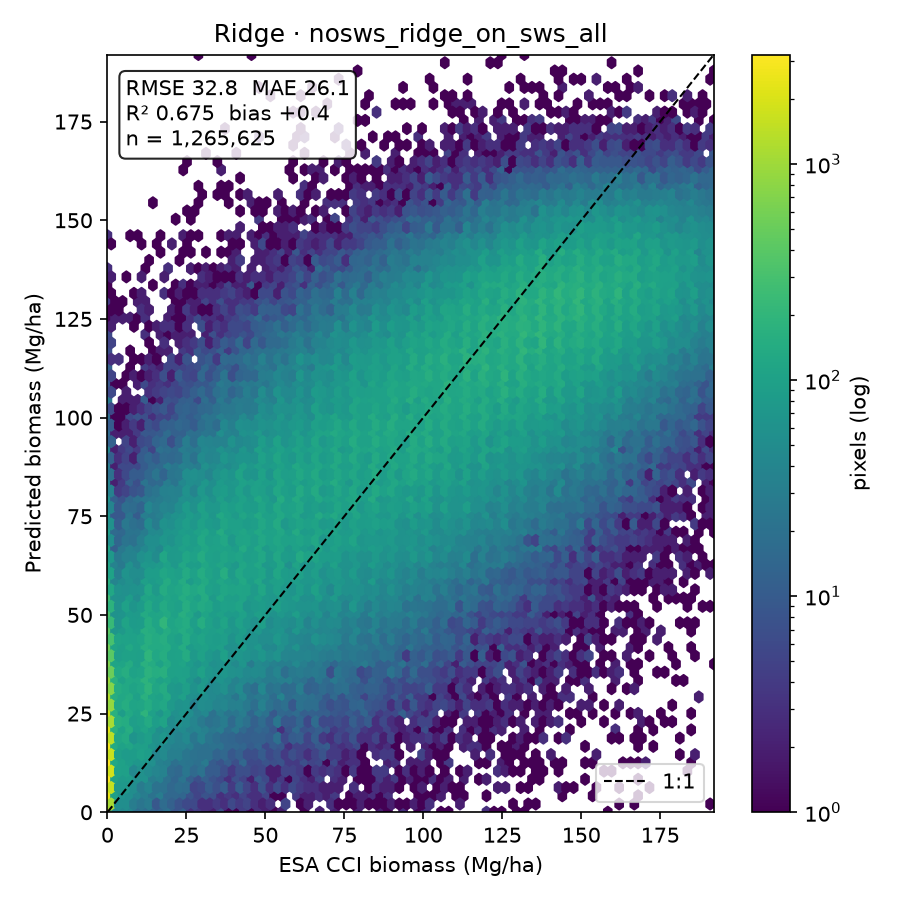 Ridge · nosws_ridge_on_sws_all
RMSE 32.8 MAE 26.1
R² 0.675 bias +0.4
n = 1,265,625
175
150
125
100
75
50
25
0
Predicted biomass (Mg/ha)
0 25 50 75 100 125 150 175
ESA CCI biomass (Mg/ha)
1:1
10³
10²
10¹
10⁰
pixels (log)